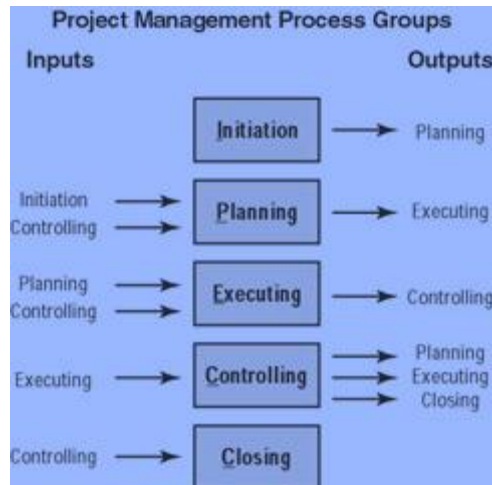 Project Management Process Groups
Inputs Outputs
Initiation Planning
Initiation
Controlling
Planning Executing
Planning
Controlling
Executing Controlling
Executing
Controlling
Planning
Executing
Closing
Controlling
Closing